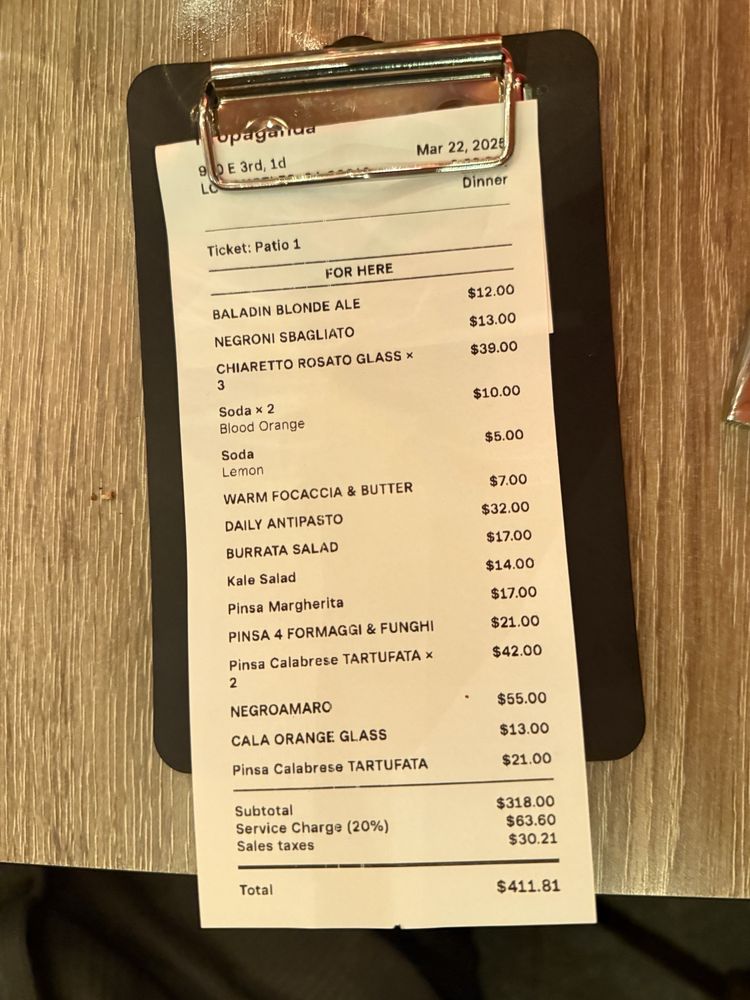 Mar 22, 2025
E 3rd, 1d
Dinner
Ticket: Patio 1
FOR HERE
BALADIN BLONDE ALE $12.00
NEGRONI SBAGLIATO $13.00
CHIARETTO ROSATO GLASS × $39.00
3
Soda × 2 $10.00
Blood Orange
Soda $5.00
Lemon
WARM FOCACCIA & BUTTER $7.00
DAILY ANTIPASTO $32.00
BURRATA SALAD $17.00
Kale Salad $14.00
Pinsa Margherita $17.00
PINSA 4 FORMAGGI & FUNGHI $21.00
Pinsa Calabrese TARTUFATA × $42.00
2
NEGROAMARO $55.00
CALA ORANGE GLASS $13.00
Pinsa Calabrese TARTUFATA $21.00
Subtotal $318.00
Service Charge (20%) $63.60
Sales taxes $30.21
Total $411.81